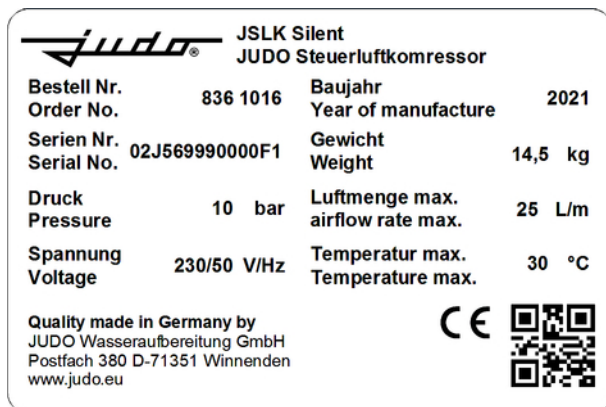 judo®
JSLK Silent
JUDO Steuerluftkomressor
Bestell Nr.
Order No.
836 1016
Baujahr
Year of manufacture
2021
Serien Nr.
Serial No.
02J569990000F1
Gewicht
Weight
14,5 kg
Druck
Pressure
10 bar
Luftmenge max.
airflow rate max.
25 L/m
Spannung
Voltage
230/50 V/Hz
Temperatur max.
Temperature max.
30 °C
Quality made in Germany by
JUDO Wasseraufbereitung GmbH
Postfach 380 D-71351 Winnenden
www.judo.eu
CE